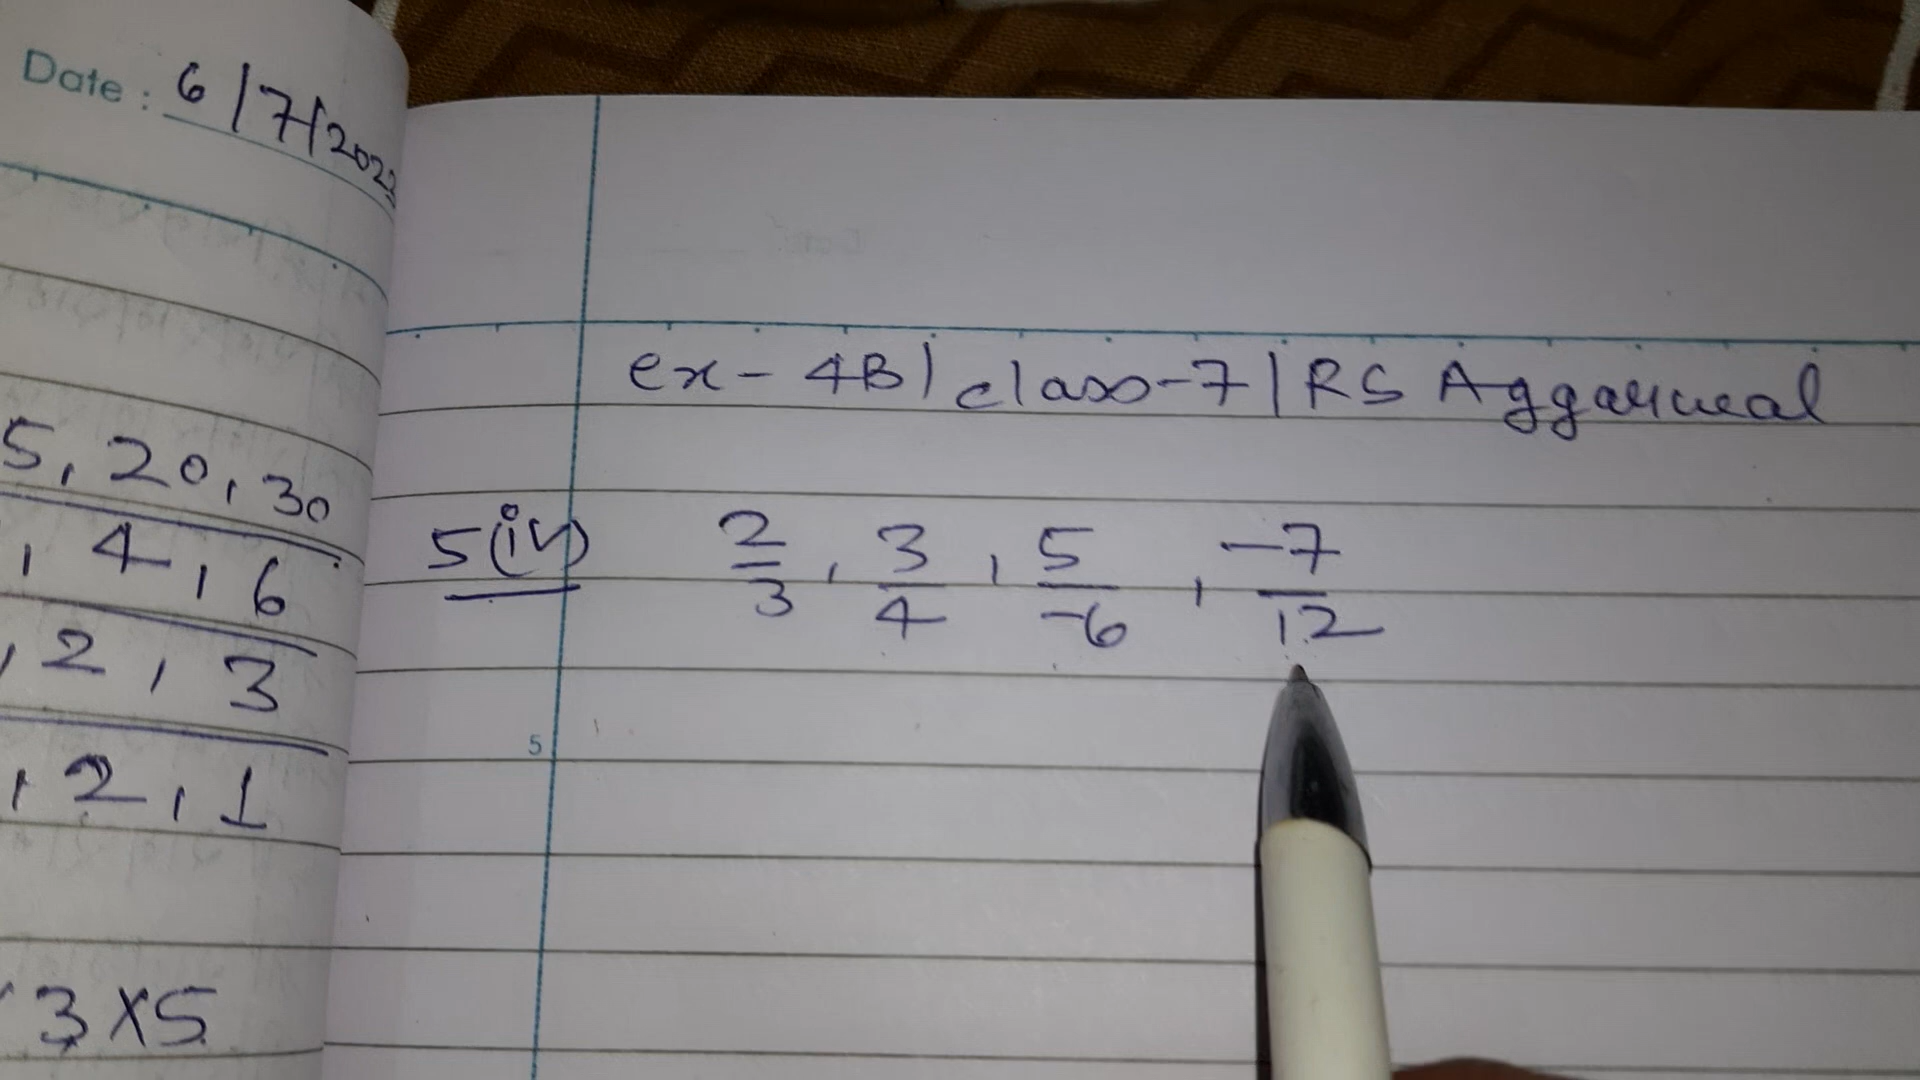 Date : 6/7/2022
5, 20, 30
, 4, 6
, 2, 3
, 2, 1
3×5
ex-4B| class-7 | RS Aggarwal
5(iv) 2/3, 3/4, 5/-6, -7/12
5